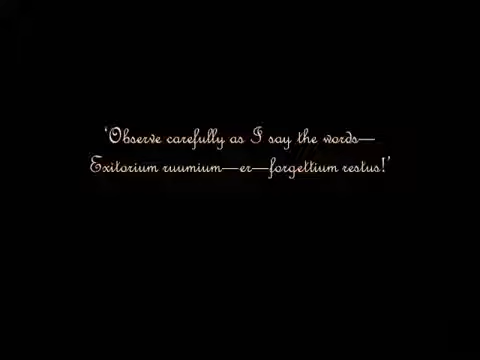 ‘Observe carefully as I say the words—
Exitorium ruumium—er—forgettium restus!’